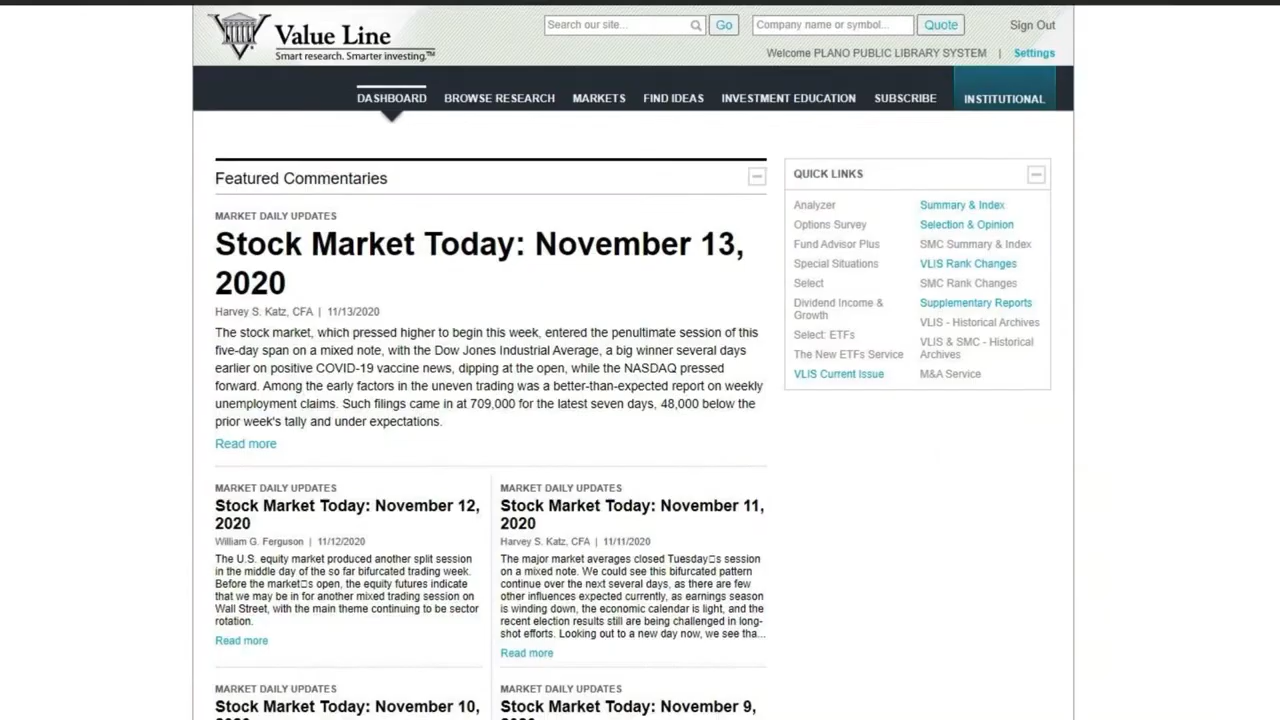 Value Line
Smart research. Smarter investing.™
Search our site...
Go
Company name or symbol...
Quote
Sign Out
Welcome PLANO PUBLIC LIBRARY SYSTEM | Settings
DASHBOARD BROWSE RESEARCH MARKETS FIND IDEAS INVESTMENT EDUCATION SUBSCRIBE INSTITUTIONAL
Featured Commentaries
MARKET DAILY UPDATES
Stock Market Today: November 13,
2020
Harvey S. Katz, CFA | 11/13/2020
The stock market, which pressed higher to begin this week, entered the penultimate session of this
five-day span on a mixed note, with the Dow Jones Industrial Average, a big winner several days
earlier on positive COVID-19 vaccine news, dipping at the open, while the NASDAQ pressed
forward. Among the early factors in the uneven trading was a better-than-expected report on weekly
unemployment claims. Such filings came in at 709,000 for the latest seven days, 48,000 below the
prior week's tally and under expectations.
Read more
MARKET DAILY UPDATES
Stock Market Today: November 12,
2020
William G. Ferguson | 11/12/2020
The U.S. equity market produced another split session
in the middle day of the so far bifurcated trading week.
Before the market□s open, the equity futures indicate
that we may be in for another mixed trading session on
Wall Street, with the main theme continuing to be sector
rotation.
Read more
MARKET DAILY UPDATES
Stock Market Today: November 11,
2020
Harvey S. Katz, CFA | 11/11/2020
The major market averages closed Tuesday□s session
on a mixed note. We could see this bifurcated pattern
continue over the next several days, as there are few
other influences expected currently, as earnings season
is winding down, the economic calendar is light, and the
recent election results still are being challenged in long-
shot efforts. Looking out to a new day now, we see tha...
Read more
MARKET DAILY UPDATES
Stock Market Today: November 10,
2020
MARKET DAILY UPDATES
Stock Market Today: November 9,
2020
QUICK LINKS
Analyzer
Options Survey
Fund Advisor Plus
Special Situations
Select
Dividend Income &
Growth
Select: ETFs
The New ETFs Service
VLIS Current Issue
Summary & Index
Selection & Opinion
SMC Summary & Index
VLIS Rank Changes
SMC Rank Changes
Supplementary Reports
VLIS - Historical Archives
VLIS & SMC - Historical
Archives
M&A Service